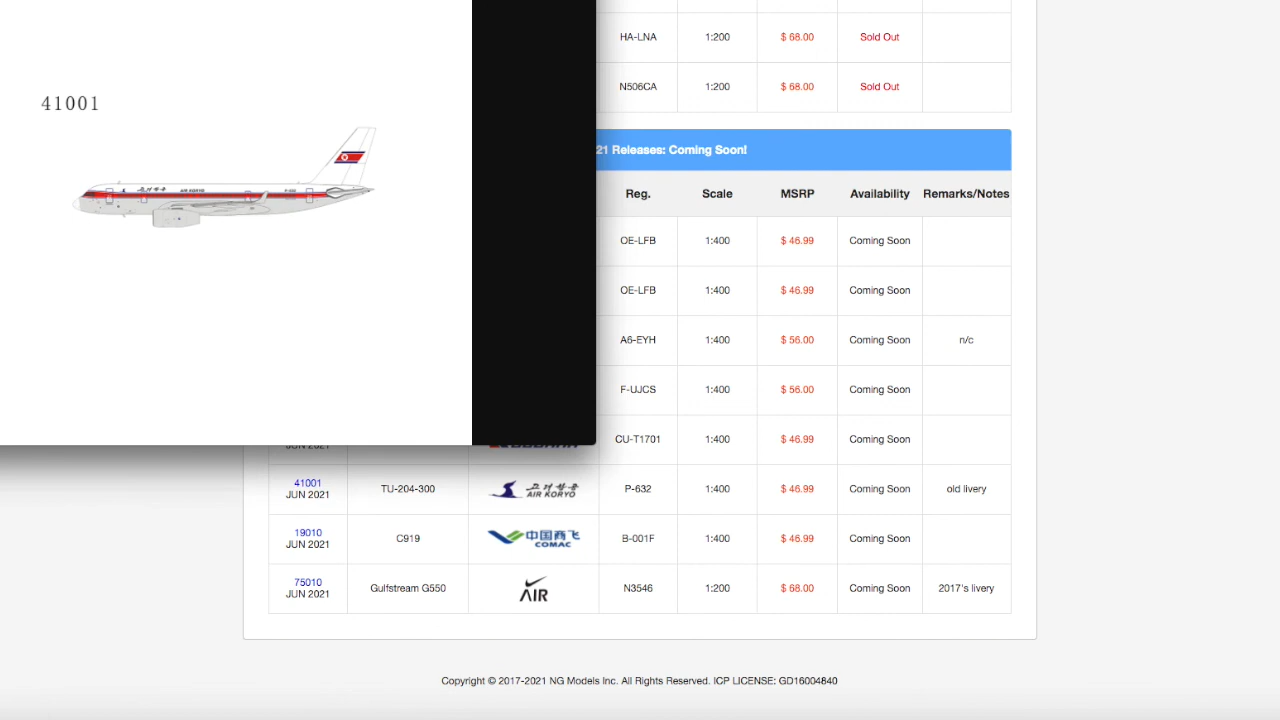 HA-LNA 1:200 $ 68.00 Sold Out
41001
N506CA 1:200 $ 68.00 Sold Out
21 Releases: Coming Soon!
Reg. Scale MSRP Availability Remarks/Notes
AIR KORYO
OE-LFB 1:400 $ 46.99 Coming Soon
OE-LFB 1:400 $ 46.99 Coming Soon
A6-EYH 1:400 $ 56.00 Coming Soon n/c
F-UJCS 1:400 $ 56.00 Coming Soon
CU-T1701 1:400 $ 46.99 Coming Soon
JUN 2021
41001
JUN 2021
TU-204-300
고려항공
AIR KORYO
P-632 1:400 $ 46.99 Coming Soon old livery
19010
JUN 2021
C919
中国商飞
COMAC
B-001F 1:400 $ 46.99 Coming Soon
75010
JUN 2021
Gulfstream G550
AIR
N3546 1:200 $ 68.00 Coming Soon 2017's livery
Copyright © 2017-2021 NG Models Inc. All Rights Reserved. ICP LICENSE: GD16004840